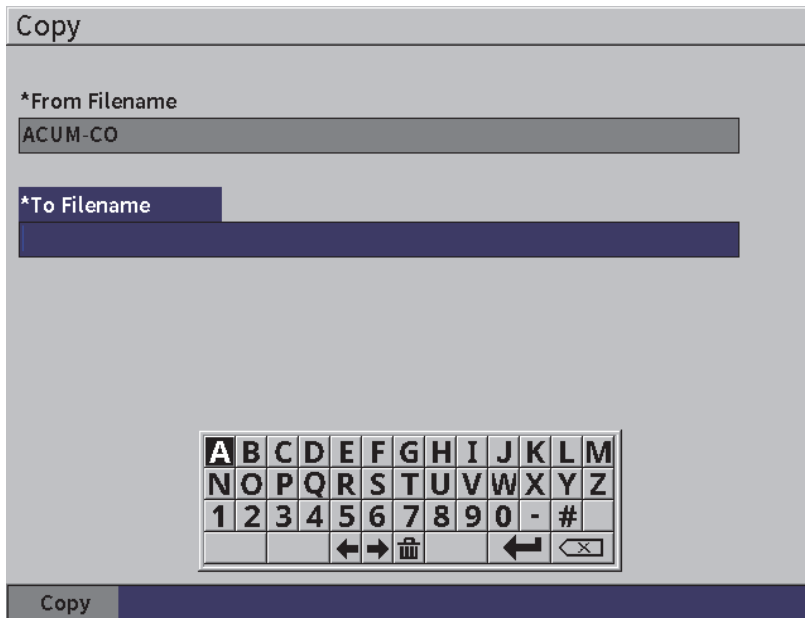 Copy
*From Filename
ACUM-CO
*To Filename
A B C D E F G H I J K L M
N O P Q R S T U V W X Y Z
1 2 3 4 5 6 7 8 9 0 - #
Copy